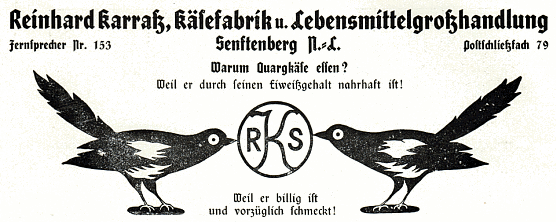 Reinhard Karraß, Käsefabrik u. Lebensmittelgroßhandlung
Fernsprecher Nr. 153 Senftenberg N.-L. Postschließfach 79
Warum Quargkäse essen?
Weil er durch seinen Eiweißgehalt nahrhaft ist!
RKS
Weil er billig ist
und vorzüglich schmeckt!